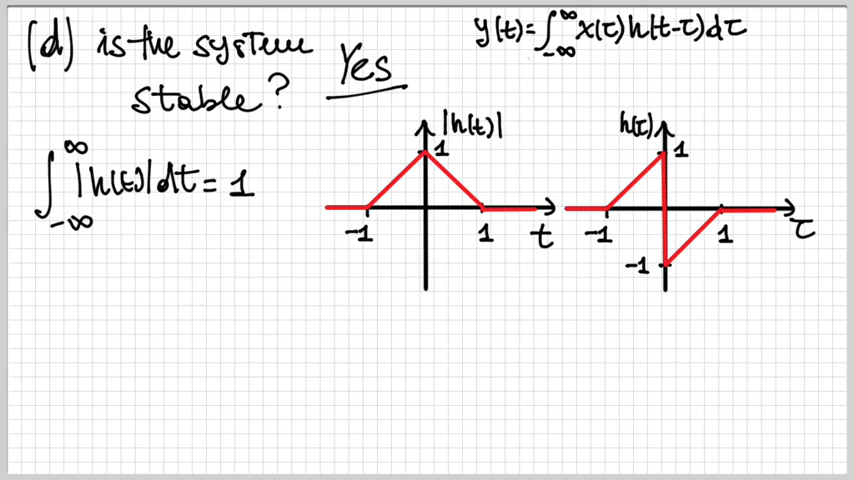 (d) is the system
stable? Yes
y(t)=∫_{-∞}^{∞} x(τ)h(t-τ)dτ
∫_{-∞}^{∞} |h(t)|dt = 1
|h(t)|
1
-1 1 t
h(τ)
1
-1 1 τ
-1